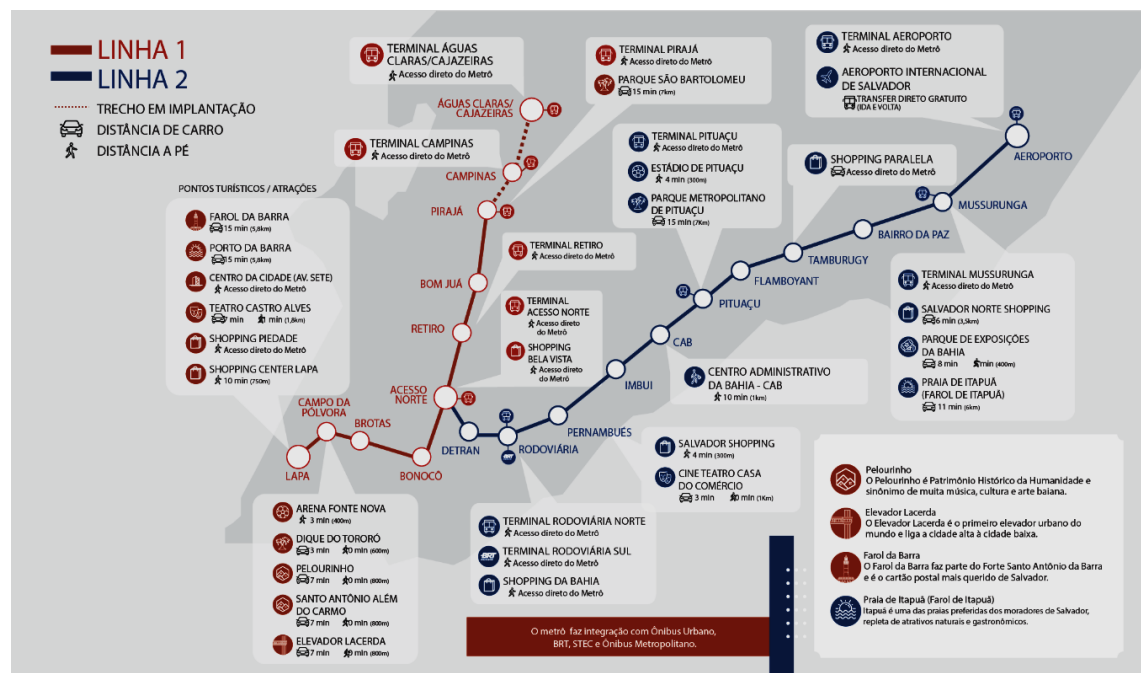 LINHA 1
LINHA 2
TRECHO EM IMPLANTAÇÃO
DISTÂNCIA DE CARRO
DISTÂNCIA A PÉ
PONTOS TURÍSTICOS / ATRAÇÕES
FAROL DA BARRA
15 min (5,8km)
PORTO DA BARRA
15 min (5,8km)
CENTRO DA CIDADE (AV. SETE)
Acesso direto do Metrô
TEATRO CASTRO ALVES
7 min 1 min (1,8km)
SHOPPING PIEDADE
Acesso direto do Metrô
SHOPPING CENTER LAPA
10 min (750m)
TERMINAL ÁGUAS
CLARAS/CAJAZEIRAS
Acesso direto do Metrô
TERMINAL CAMPINAS
Acesso direto do Metrô
TERMINAL PIRAJÁ
Acesso direto do Metrô
PARQUE SÃO BARTOLOMEU
15 min (7km)
TERMINAL RETIRO
Acesso direto do Metrô
TERMINAL
ACESSO NORTE
Acesso direto
do Metrô
SHOPPING
BELA VISTA
Acesso direto
do Metrô
TERMINAL PITUAÇU
Acesso direto do Metrô
ESTÁDIO DE PITUAÇU
4 min (300m)
PARQUE METROPOLITANO
DE PITUAÇU
15 min (7Km)
TERMINAL AEROPORTO
Acesso direto do Metrô
AEROPORTO INTERNACIONAL
DE SALVADOR
TRANSFER DIRETO GRATUITO
(IDA E VOLTA)
SHOPPING PARALELA
Acesso direto do Metrô
ÁGUAS CLARAS/
CAJAZEIRAS
CAMPINAS
PIRAJÁ
BOM JUÁ
RETIRO
ACESSO
NORTE
CAMPO DA
PÓLVORA
BROTAS
LAPA
BONOCÔ
DETRAN
RODOVIÁRIA
PERNAMBUÉS
IMBUI
CAB
PITUAÇU
FLAMBOYANT
TAMBURUGY
BAIRRO DA PAZ
MUSSURUNGA
AEROPORTO
TERMINAL MUSSURUNGA
Acesso direto do Metrô
SALVADOR NORTE SHOPPING
6 min (3,5km)
PARQUE DE EXPOSIÇÕES
DA BAHIA
8 min min (400m)
PRAIA DE ITAPUÃ
(FAROL DE ITAPUÃ)
11 min (6km)
CENTRO ADMINISTRATIVO
DA BAHIA - CAB
10 min (1km)
SALVADOR SHOPPING
4 min (300m)
CINE TEATRO CASA
DO COMÉRCIO
3 min 0 min (1Km)
ARENA FONTE NOVA
3 min (400m)
DIQUE DO TORORÓ
3 min 0 min (600m)
PELOURINHO
7 min 0 min (800m)
SANTO ANTÔNIO ALÉM
DO CARMO
7 min 0 min (800m)
ELEVADOR LACERDA
7 min min (800m)
TERMINAL RODOVIÁRIA NORTE
Acesso direto do Metrô
BRT
TERMINAL RODOVIÁRIA SUL
Acesso direto do Metrô
SHOPPING DA BAHIA
Acesso direto do Metrô
O metrô faz integração com Ônibus Urbano,
BRT, STEC e Ônibus Metropolitano.
Pelourinho
O Pelourinho é Patrimônio Histórico da Humanidade e
sinônimo de muita música, cultura e arte baiana.
Elevador Lacerda
O Elevador Lacerda é o primeiro elevador urbano do
mundo e liga a cidade alta à cidade baixa.
Farol da Barra
O Farol da Barra faz parte do Forte Santo Antônio da Barra
e é o cartão postal mais querido de Salvador.
Praia de Itapuã (Farol de Itapuã)
Itapuã é uma das praias preferidas dos moradores de Salvador,
repleta de atrativos naturais e gastronômicos.